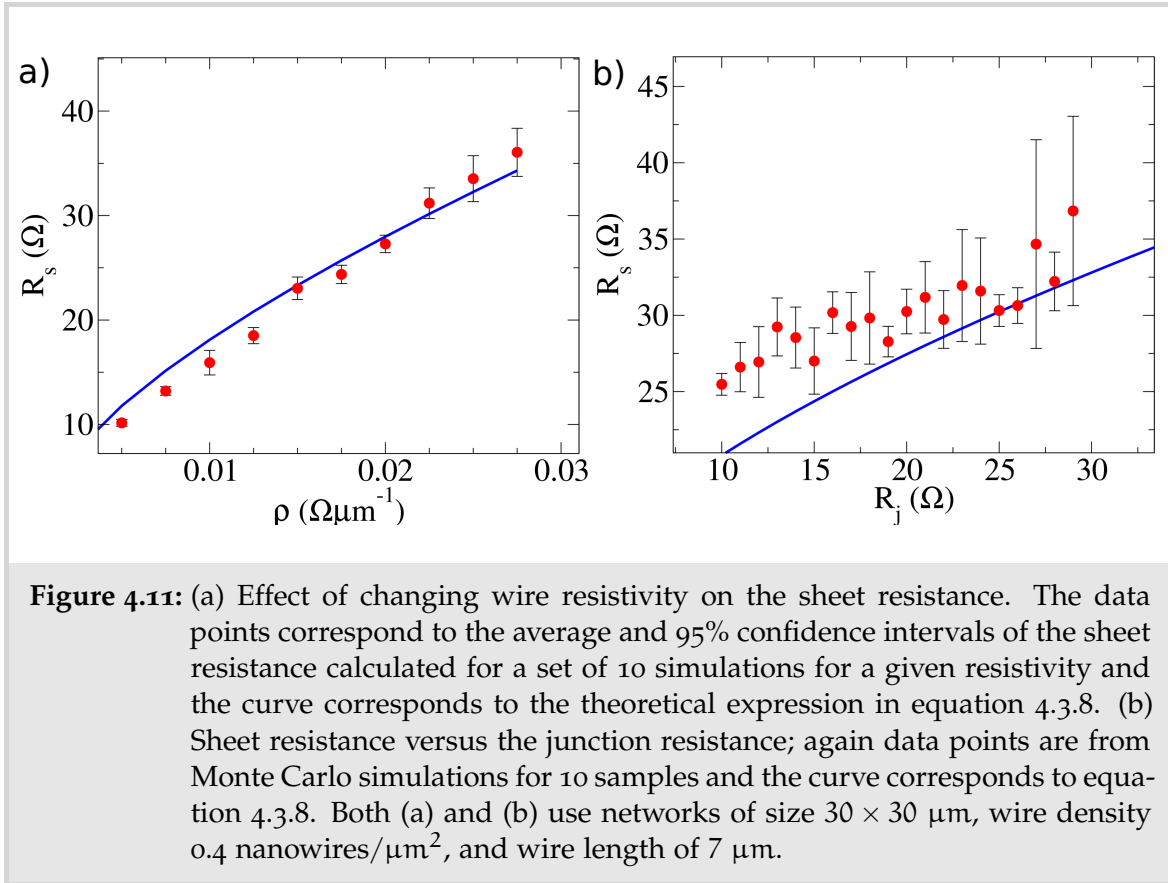 a)
40
30
20
10
R_s (Ω)
0.01 0.02 0.03
ρ (Ωμm⁻¹)
b)
45
40
35
30
25
R_s (Ω)
10 15 20 25 30
R_j (Ω)
Figure 4.11: (a) Effect of changing wire resistivity on the sheet resistance. The data
points correspond to the average and 95% confidence intervals of the sheet
resistance calculated for a set of 10 simulations for a given resistivity and
the curve corresponds to the theoretical expression in equation 4.3.8. (b)
Sheet resistance versus the junction resistance; again data points are from
Monte Carlo simulations for 10 samples and the curve corresponds to equa-
tion 4.3.8. Both (a) and (b) use networks of size 30 × 30 μm, wire density
0.4 nanowires/μm², and wire length of 7 μm.